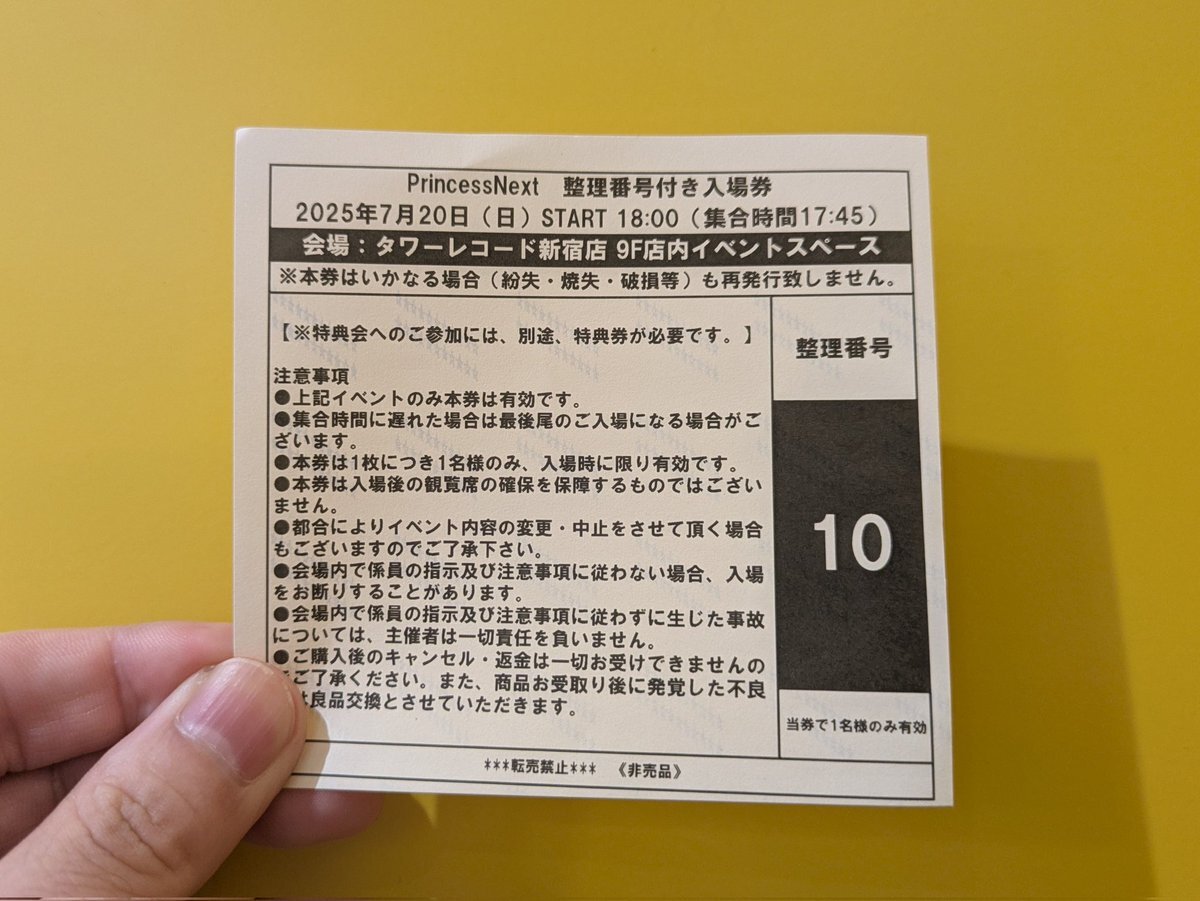 PrincessNext 整理番号付き入場券
2025年7月20日（日）START 18:00（集合時間17:45）
会場：タワーレコード新宿店 9F店内イベントスペース
※本券はいかなる場合（紛失・焼失・破損等）も再発行致しません。
【※特典会へのご参加には、別途、特典券が必要です。】
注意事項
●上記イベントのみ本券は有効です。
●集合時間に遅れた場合は最後尾のご入場になる場合がご
ざいます。
●本券は1枚につき1名様のみ、入場時に限り有効です。
●本券は入場後の観覧席の確保を保障するものではござい
ません。
●都合によりイベント内容の変更・中止をさせて頂く場合
もございますのでご了承下さい。
●会場内で係員の指示及び注意事項に従わない場合、入場
をお断りすることがあります。
●会場内で係員の指示及び注意事項に従わずに生じた事故
については、主催者は一切責任を負いません。
●ご購入後のキャンセル・返金は一切お受けできませんの
でご了承ください。また、商品お受取り後に発覚した不良
は良品交換とさせていただきます。
整理番号
10
当券で1名様のみ有効
***転売禁止*** 《非売品》